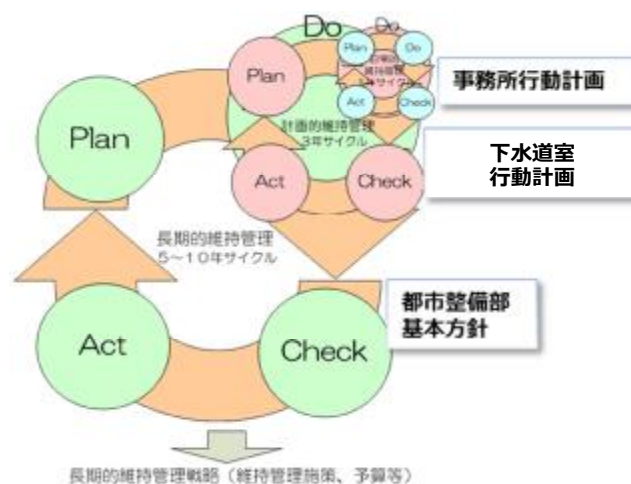 Do
Do
Plan
Do
Plan
維持管理
Act
Check
事務所行動計画
計画的維持管理
3年サイクル
Plan
Act
Check
下水道室
行動計画
長期的維持管理
5～10年サイクル
都市整備部
基本方針
Act
Check
長期的維持管理戦略（維持管理施策、予算等）